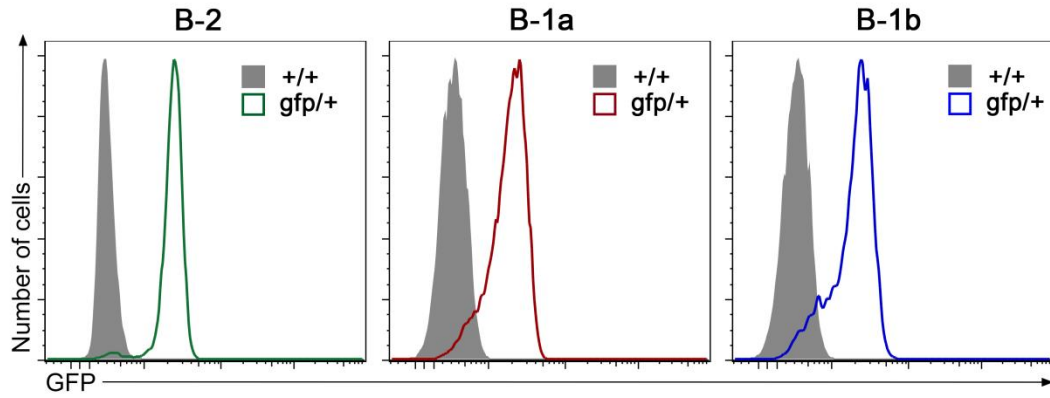 B-2
B-1a
B-1b
Number of cells
+/+
gfp/+
+/+
gfp/+
+/+
gfp/+
GFP